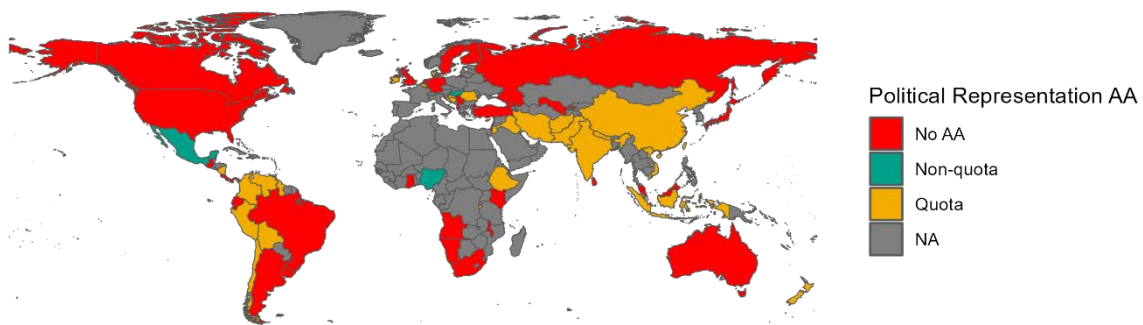 Political Representation AA
No AA
Non-quota
Quota
NA